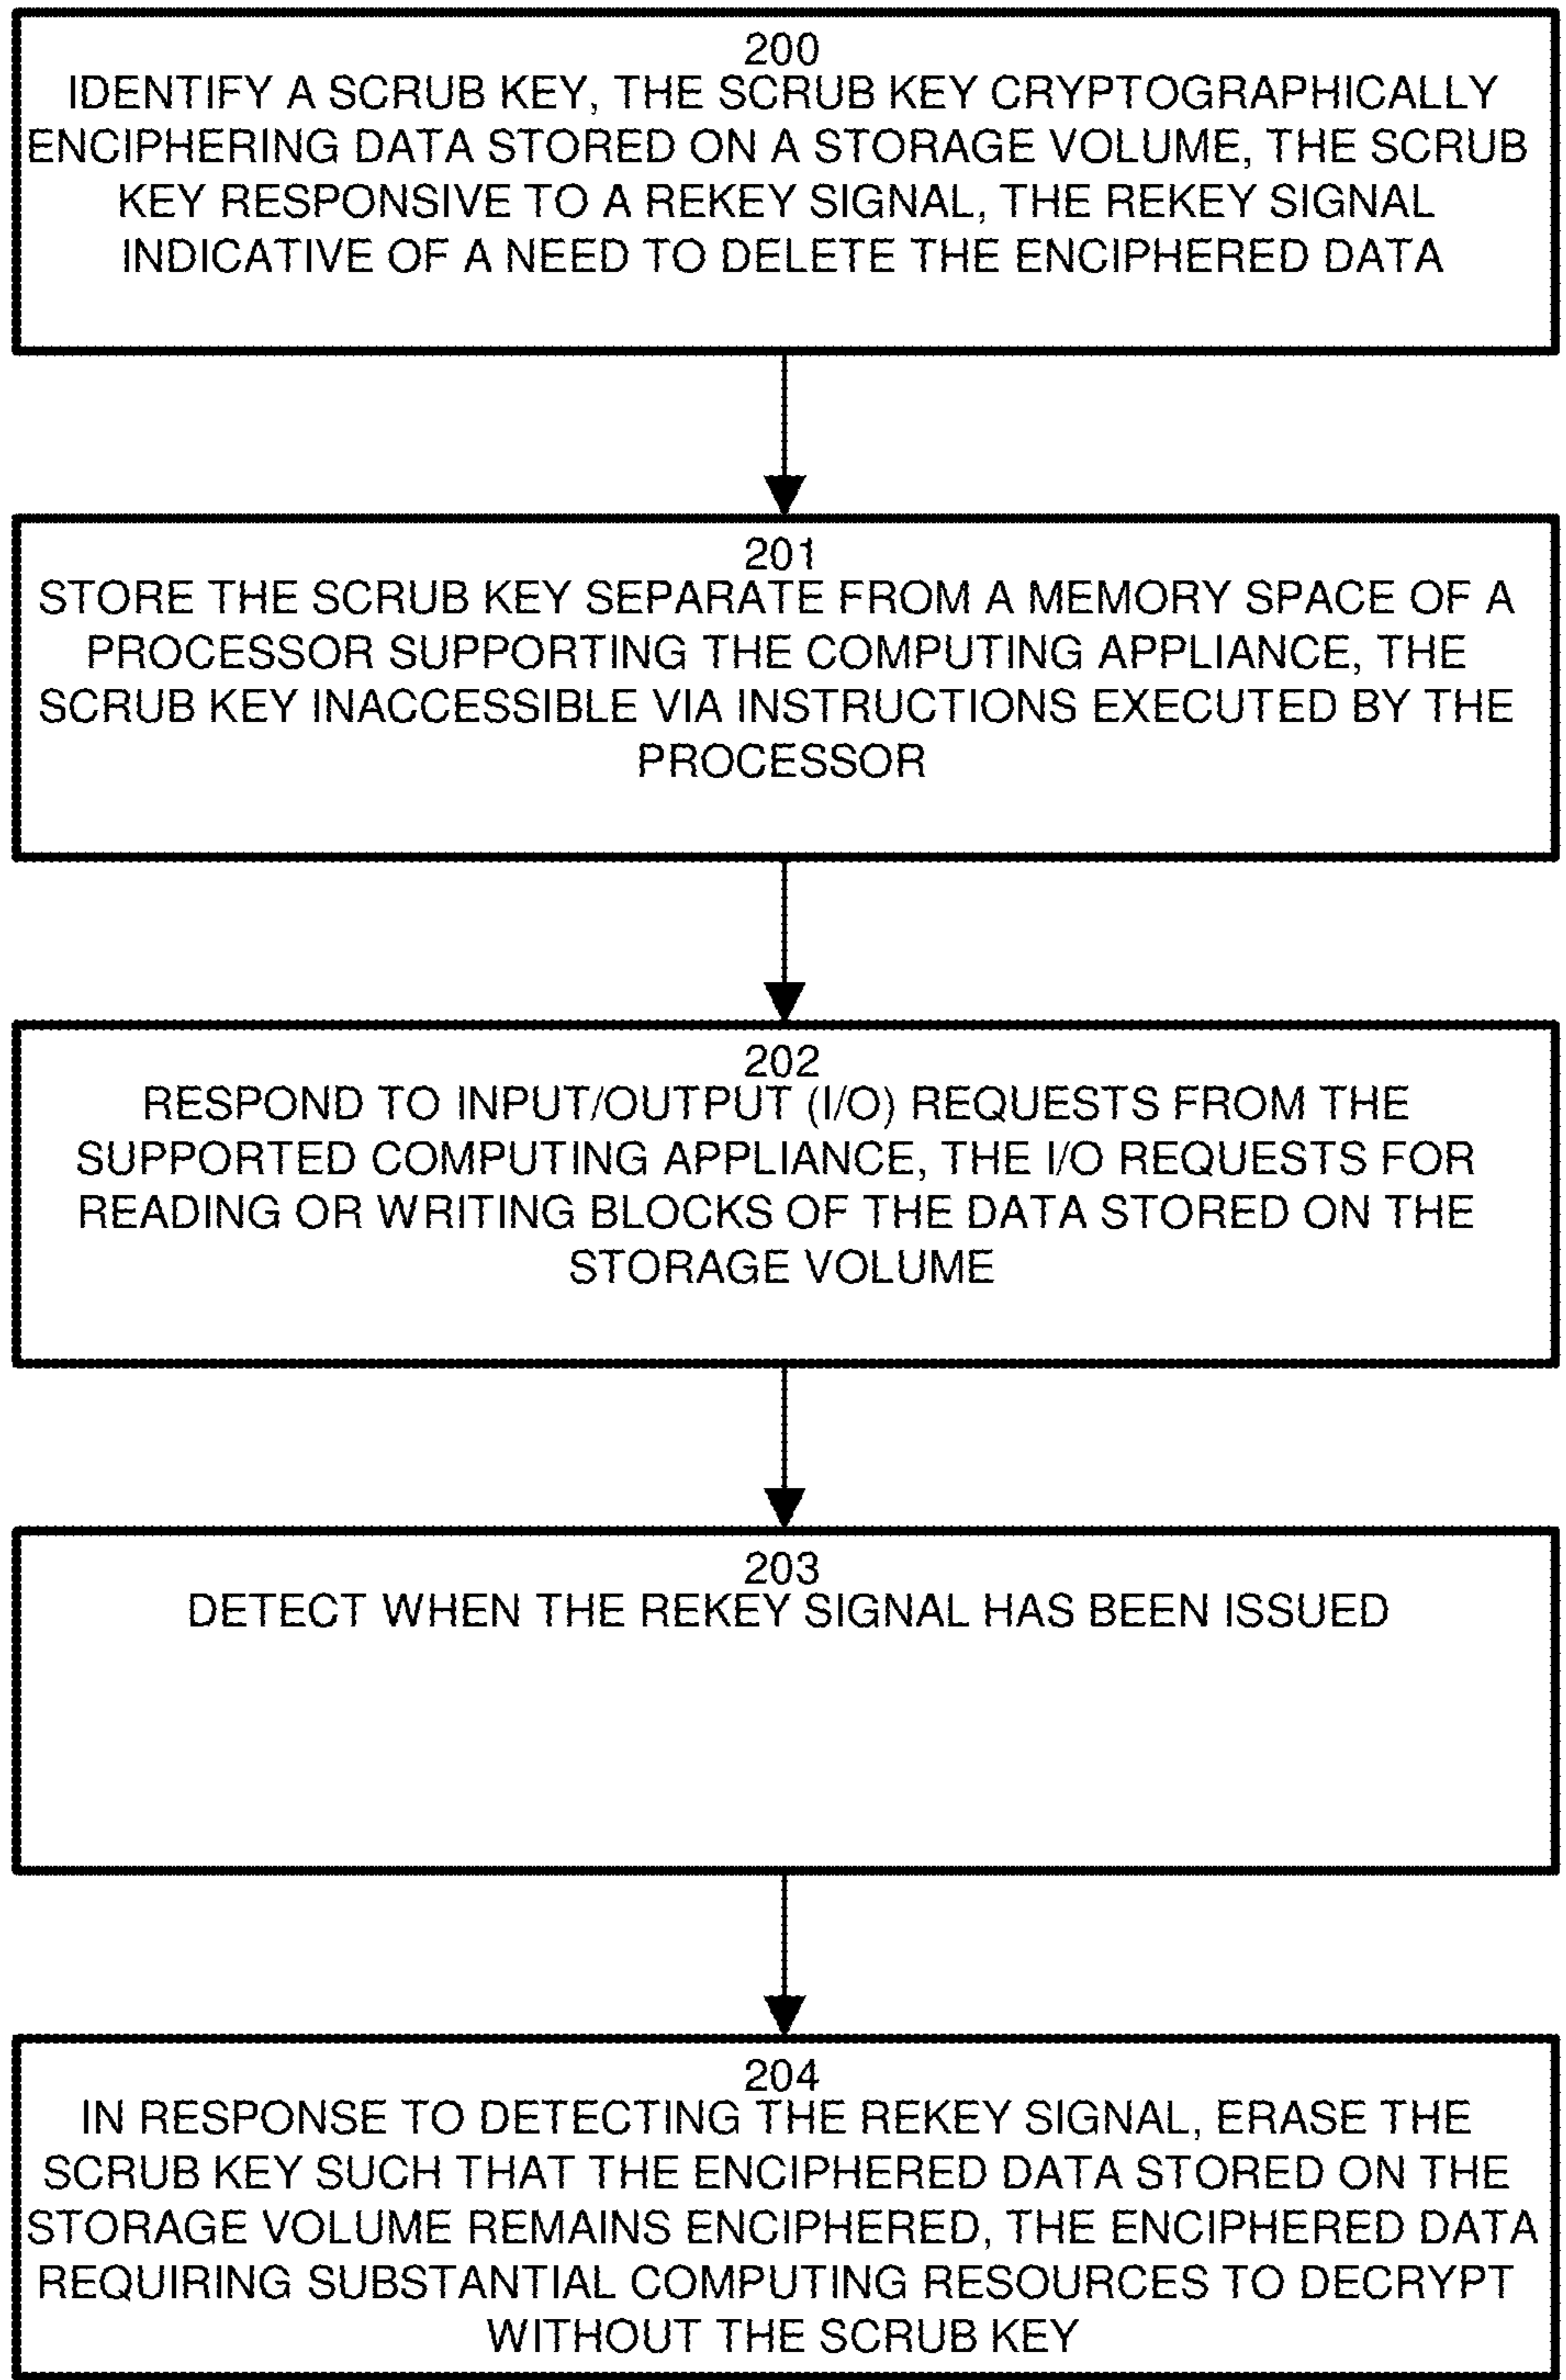 200
IDENTIFY A SCRUB KEY, THE SCRUB KEY CRYPTOGRAPHICALLY
ENCIPHERING DATA STORED ON A STORAGE VOLUME, THE SCRUB
KEY RESPONSIVE TO A REKEY SIGNAL, THE REKEY SIGNAL
INDICATIVE OF A NEED TO DELETE THE ENCIPHERED DATA
201
STORE THE SCRUB KEY SEPARATE FROM A MEMORY SPACE OF A
PROCESSOR SUPPORTING THE COMPUTING APPLIANCE, THE
SCRUB KEY INACCESSIBLE VIA INSTRUCTIONS EXECUTED BY THE
PROCESSOR
202
RESPOND TO INPUT/OUTPUT (I/O) REQUESTS FROM THE
SUPPORTED COMPUTING APPLIANCE, THE I/O REQUESTS FOR
READING OR WRITING BLOCKS OF THE DATA STORED ON THE
STORAGE VOLUME
203
DETECT WHEN THE REKEY SIGNAL HAS BEEN ISSUED
204
IN RESPONSE TO DETECTING THE REKEY SIGNAL, ERASE THE
SCRUB KEY SUCH THAT THE ENCIPHERED DATA STORED ON THE
STORAGE VOLUME REMAINS ENCIPHERED, THE ENCIPHERED DATA
REQUIRING SUBSTANTIAL COMPUTING RESOURCES TO DECRYPT
WITHOUT THE SCRUB KEY